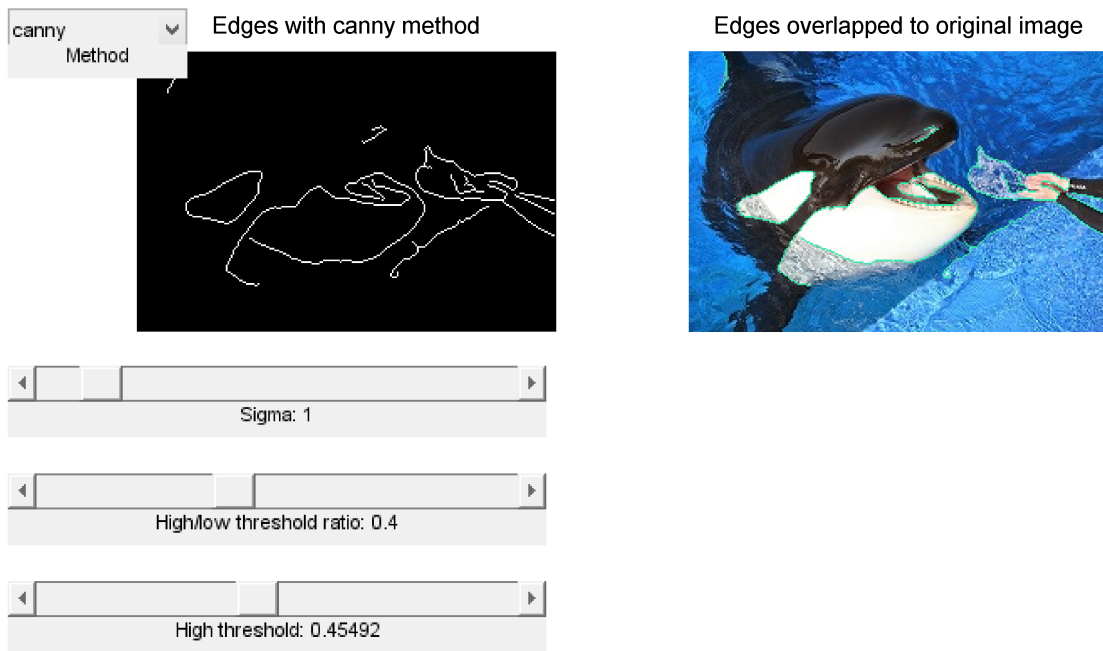 canny
Method
Edges with canny method
Edges overlapped to original image
Sigma: 1
High/low threshold ratio: 0.4
High threshold: 0.45492